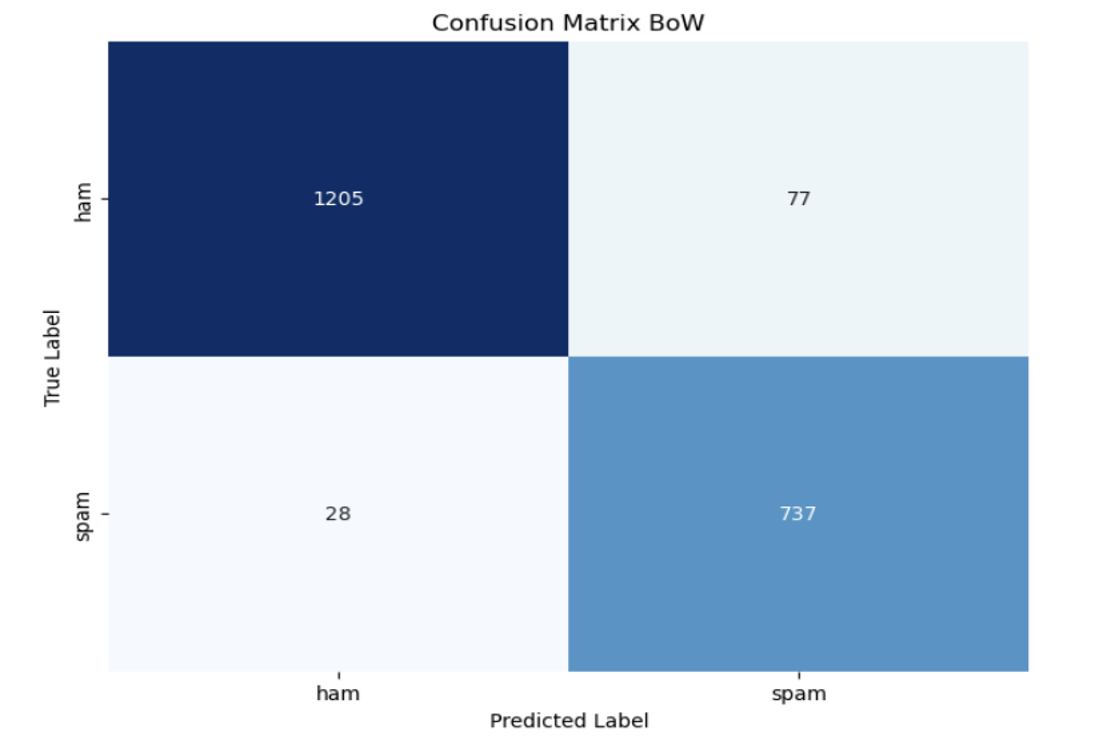 Confusion Matrix BoW
True Label
ham
1205
77
spam
28
737
ham
spam
Predicted Label